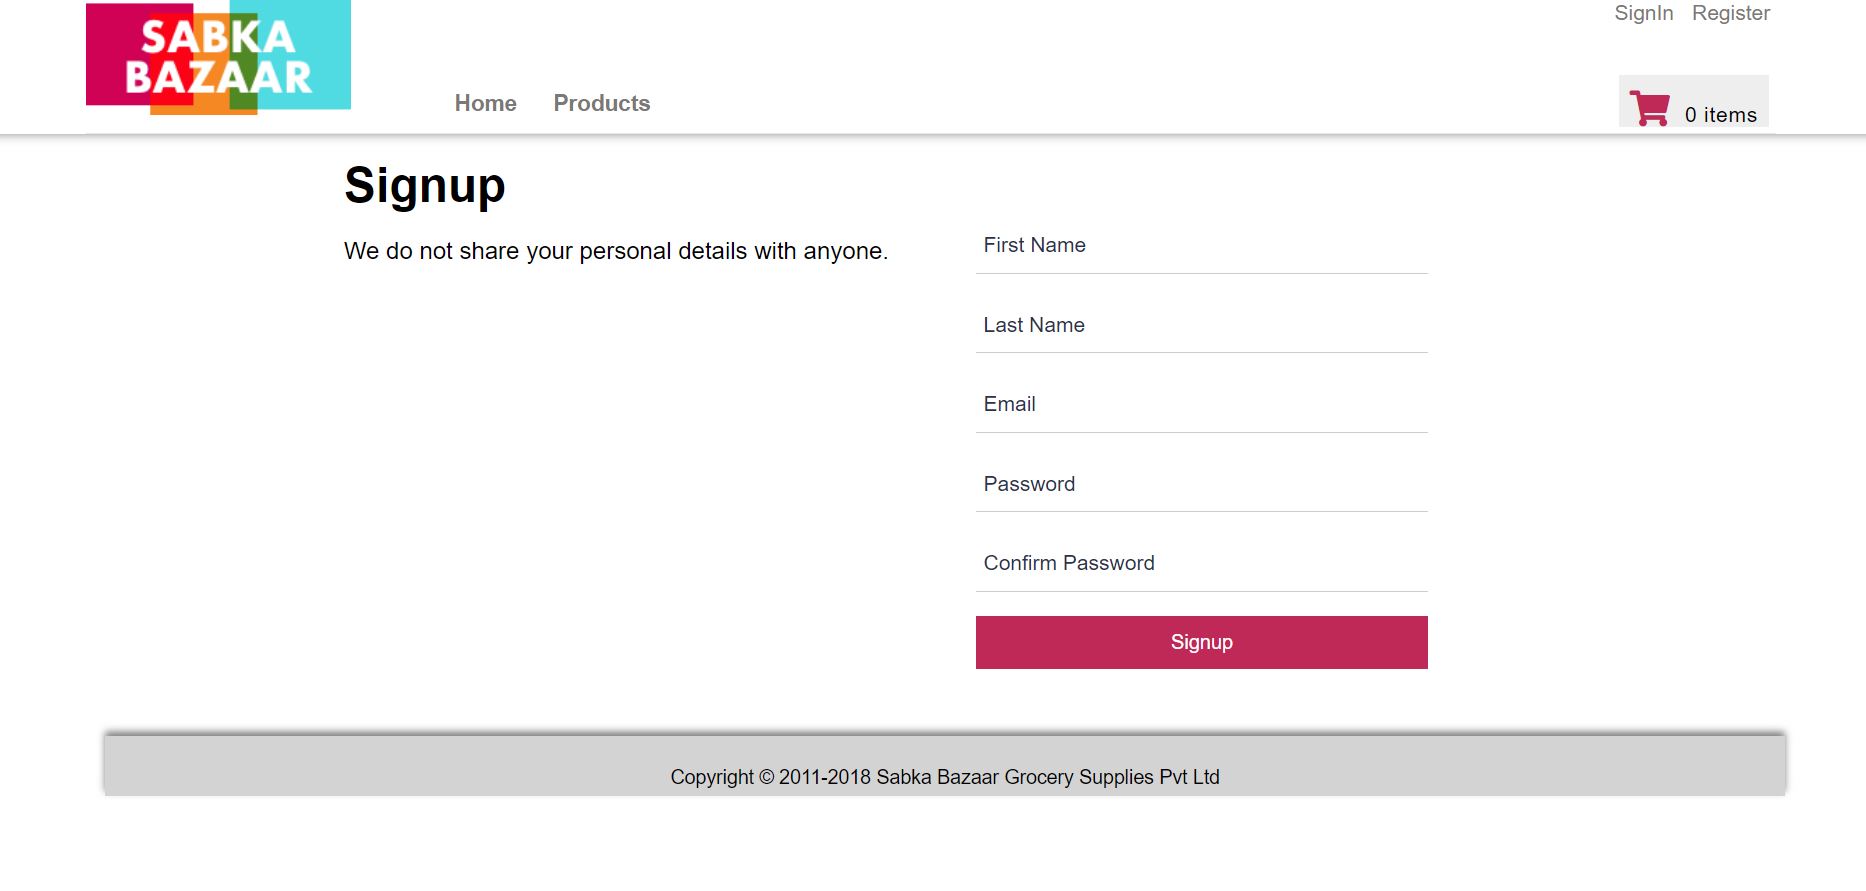 SABKA
BAZAAR
SignIn Register
Home Products
0 items
Signup
We do not share your personal details with anyone.
First Name
Last Name
Email
Password
Confirm Password
Signup
Copyright © 2011-2018 Sabka Bazaar Grocery Supplies Pvt Ltd